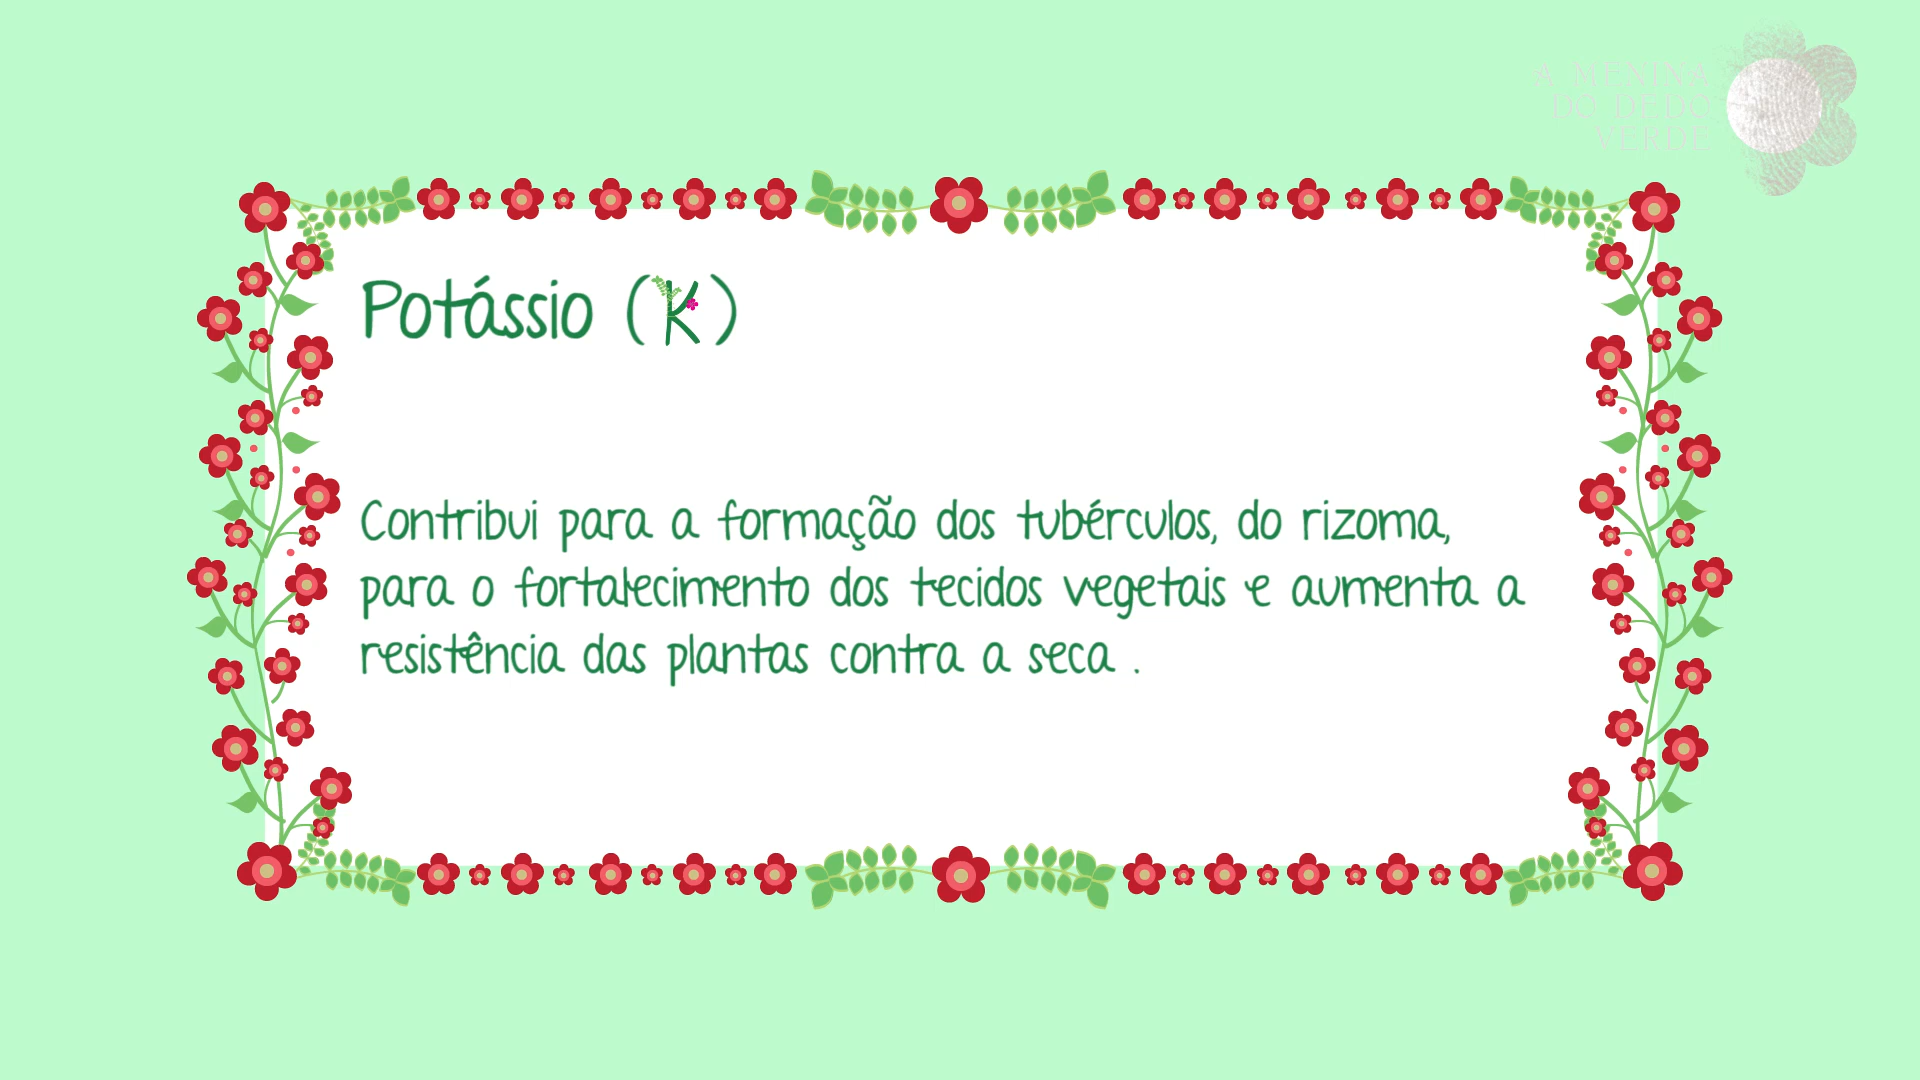 A MENINA
DO DEDO
VERDE
Potássio (K)
Contribui para a formação dos tubérculos, do rizoma,
para o fortalecimento dos tecidos vegetais e aumenta a
resistência das plantas contra a seca .